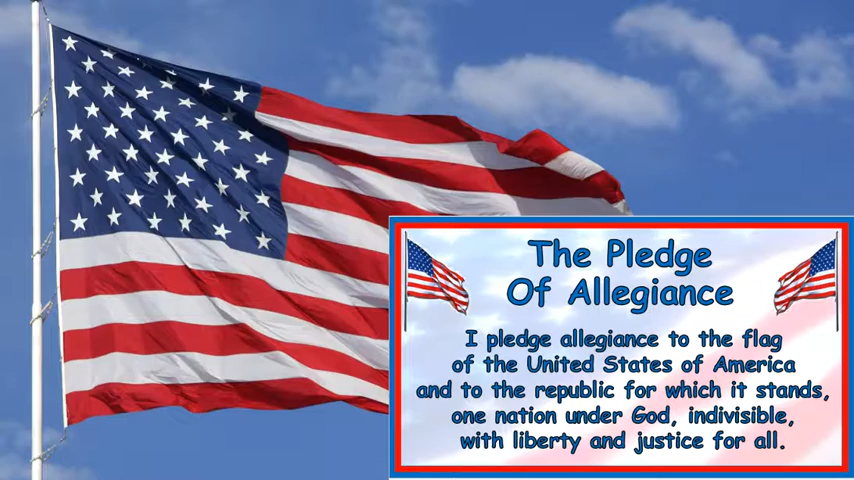 The Pledge
Of Allegiance
I pledge allegiance to the flag
of the United States of America
and to the republic for which it stands,
one nation under God, indivisible,
with liberty and justice for all.